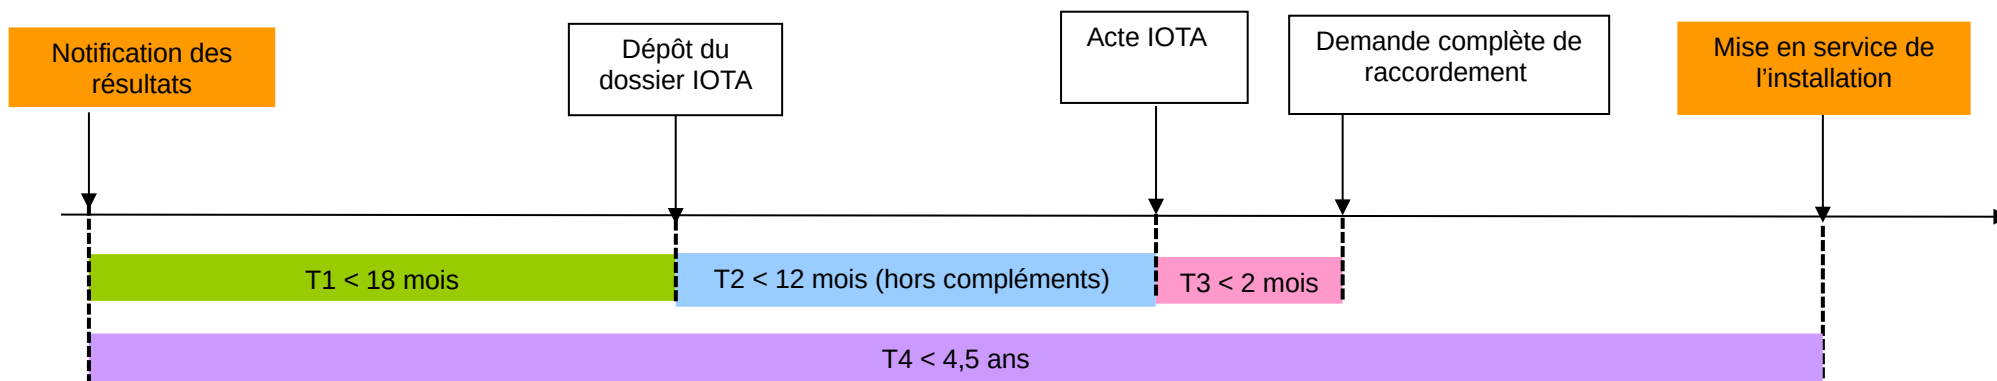 Notification des
résultats
Dépôt du
dossier IOTA
Acte IOTA
Demande complète de
raccordement
Mise en service de
l’installation
T1 < 18 mois
T2 < 12 mois (hors compléments)
T3 < 2 mois
T4 < 4,5 ans